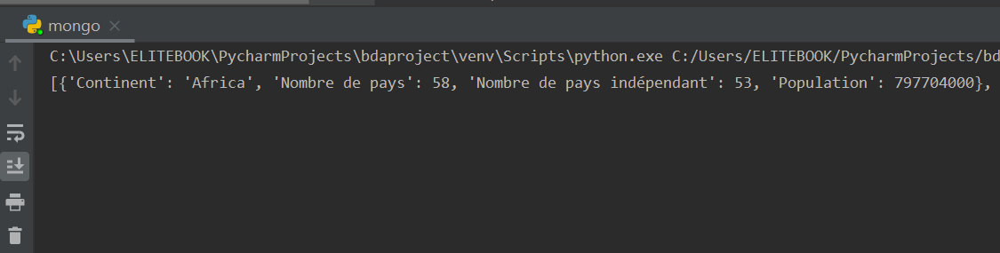 mongo
C:\Users\ELITEBOOK\PycharmProjects\bdaproject\venv\Scripts\python.exe C:/Users/ELITEBOOK/PycharmProjects/bd
[{'Continent': 'Africa', 'Nombre de pays': 58, 'Nombre de pays indépendant': 53, 'Population': 797704000},